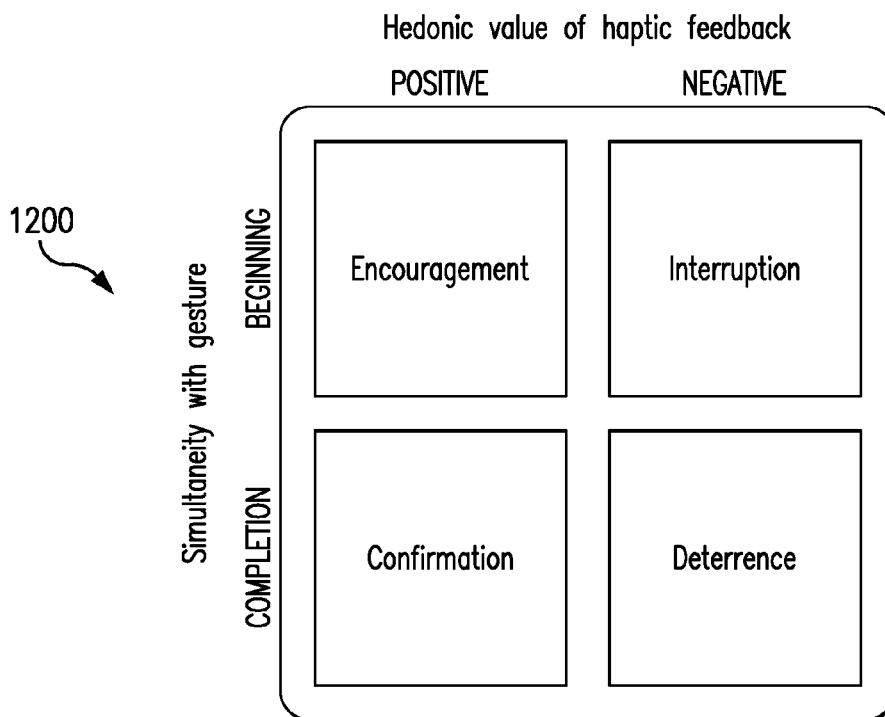 Hedonic value of haptic feedback
POSITIVE NEGATIVE
1200
Simultaneity with gesture
BEGINNING
Encouragement Interruption
COMPLETION
Confirmation Deterrence